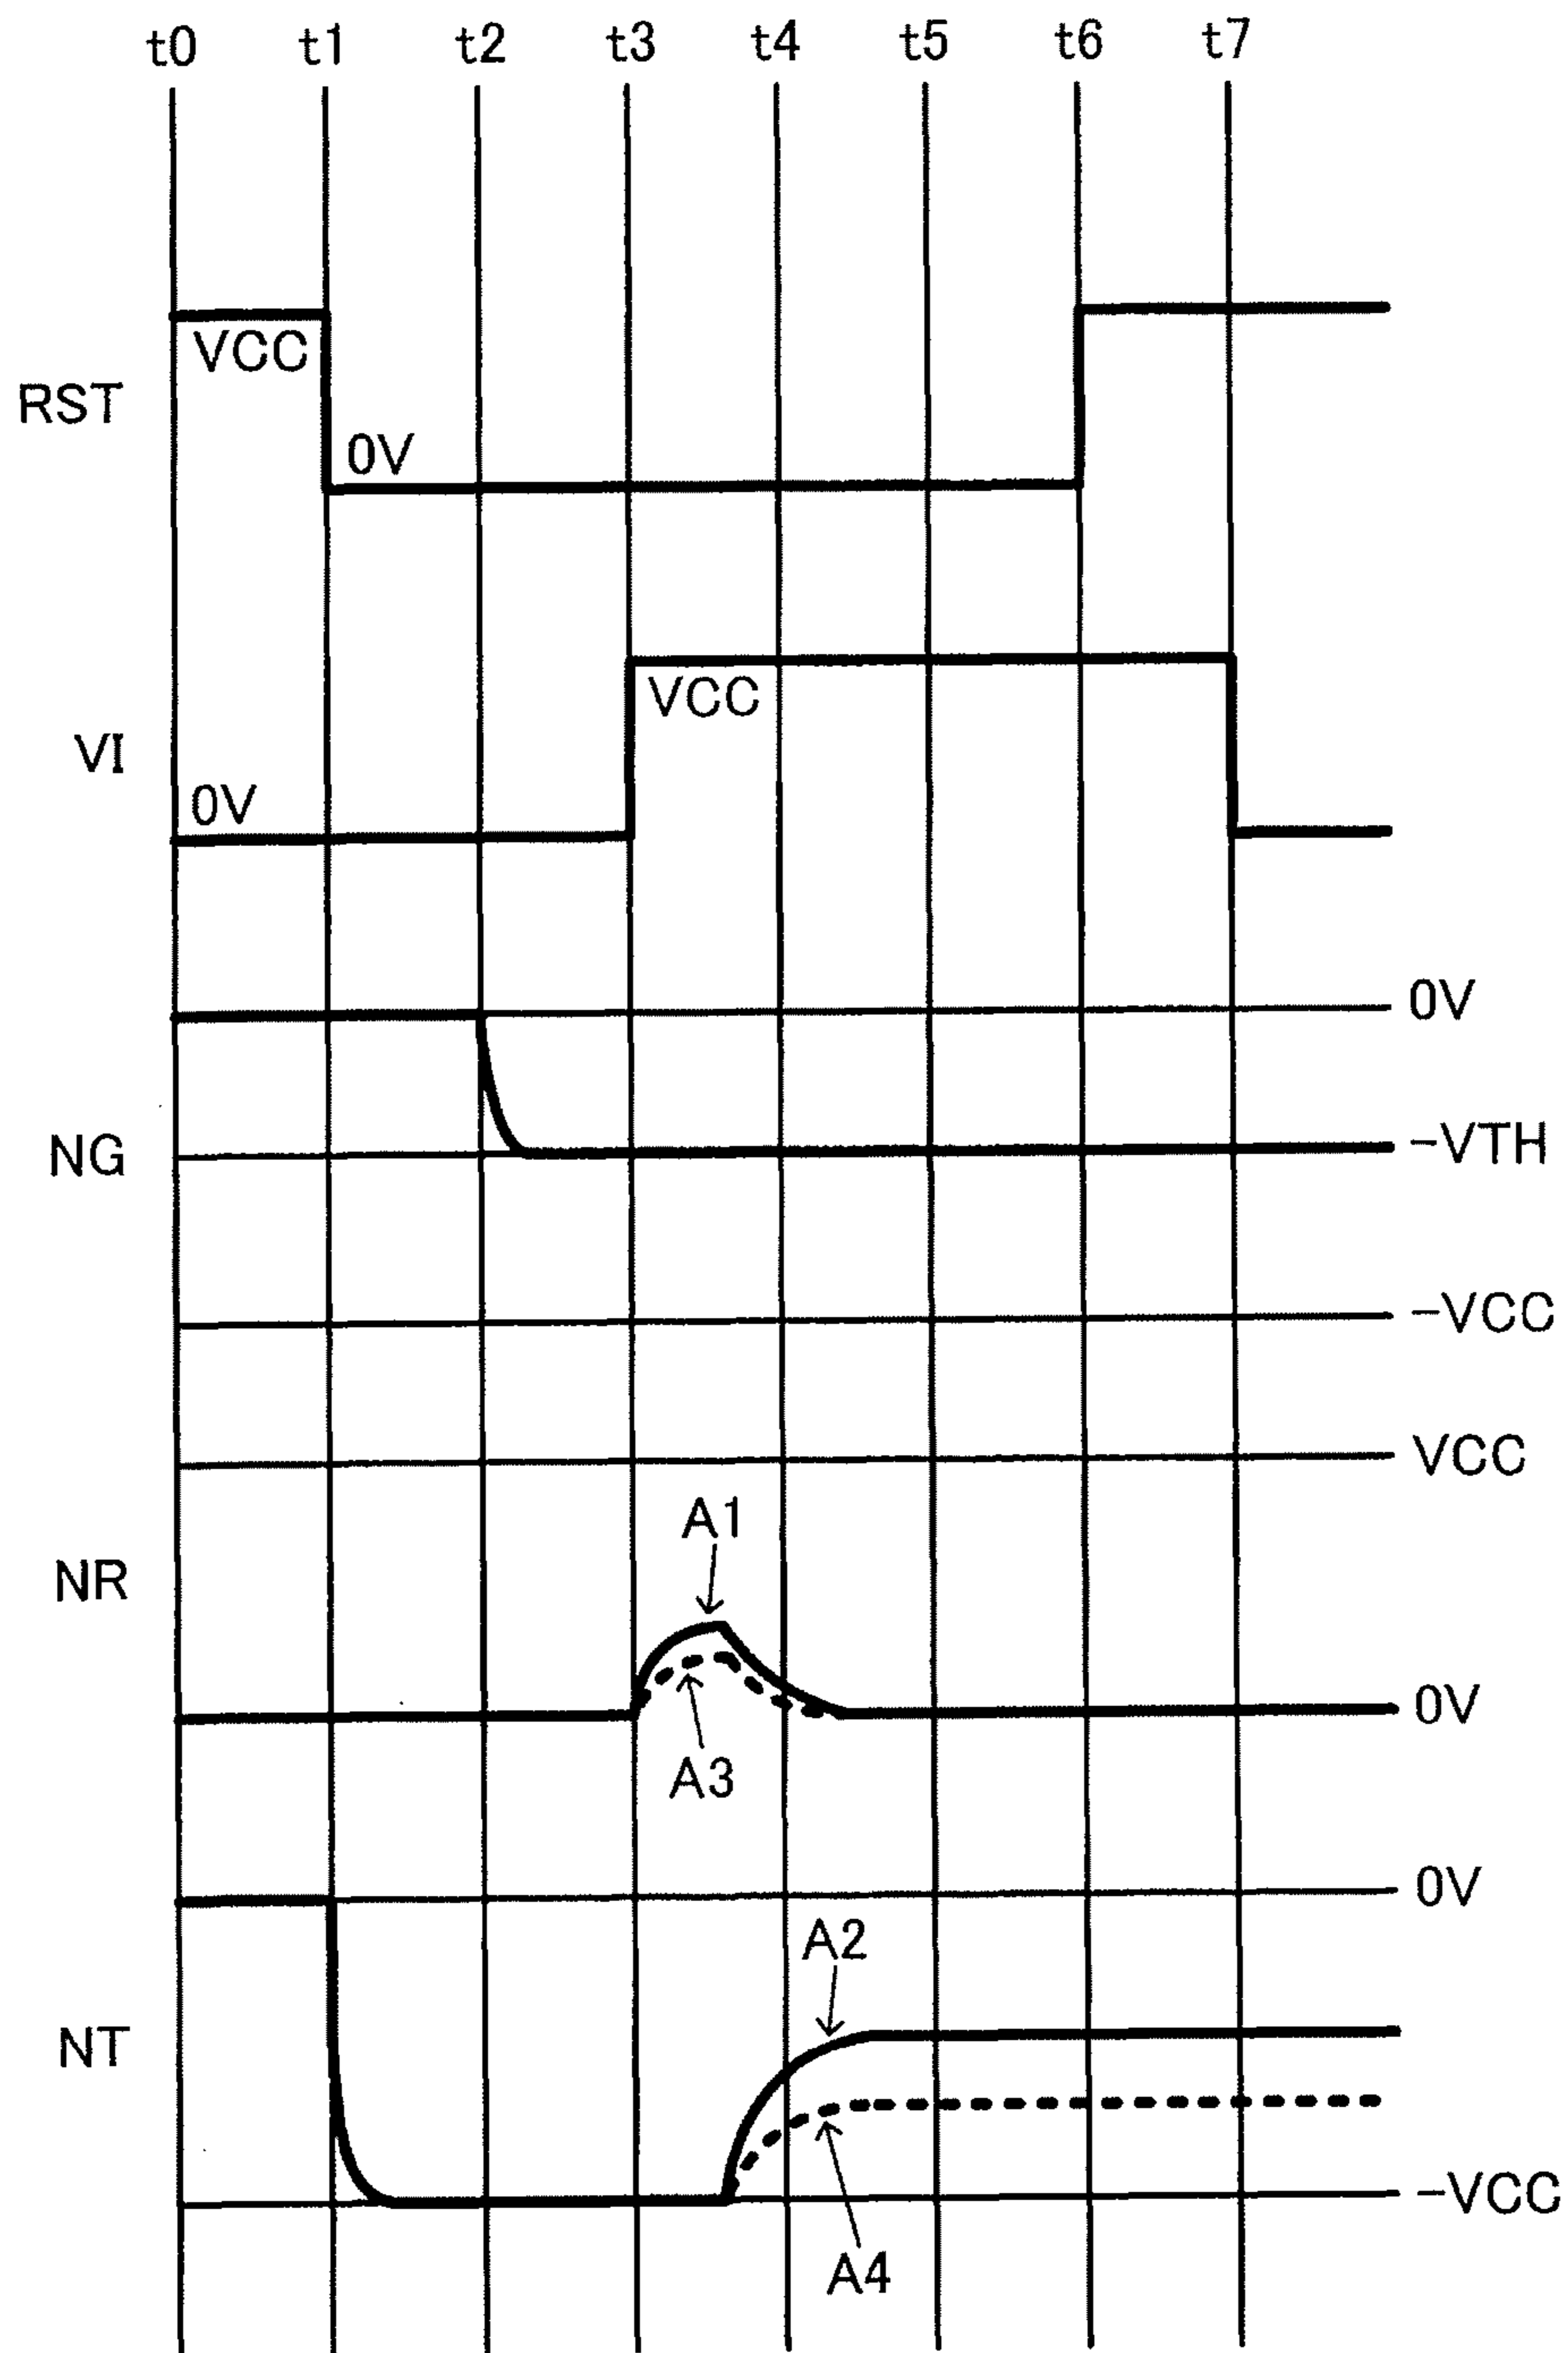 t0 t1 t2 t3 t4 t5 t6 t7
VCC
RST
0V
VCC
VI
0V
0V
NG
-VTH
-VCC
VCC
A1
NR
0V
A3
0V
A2
NT
-VCC
A4